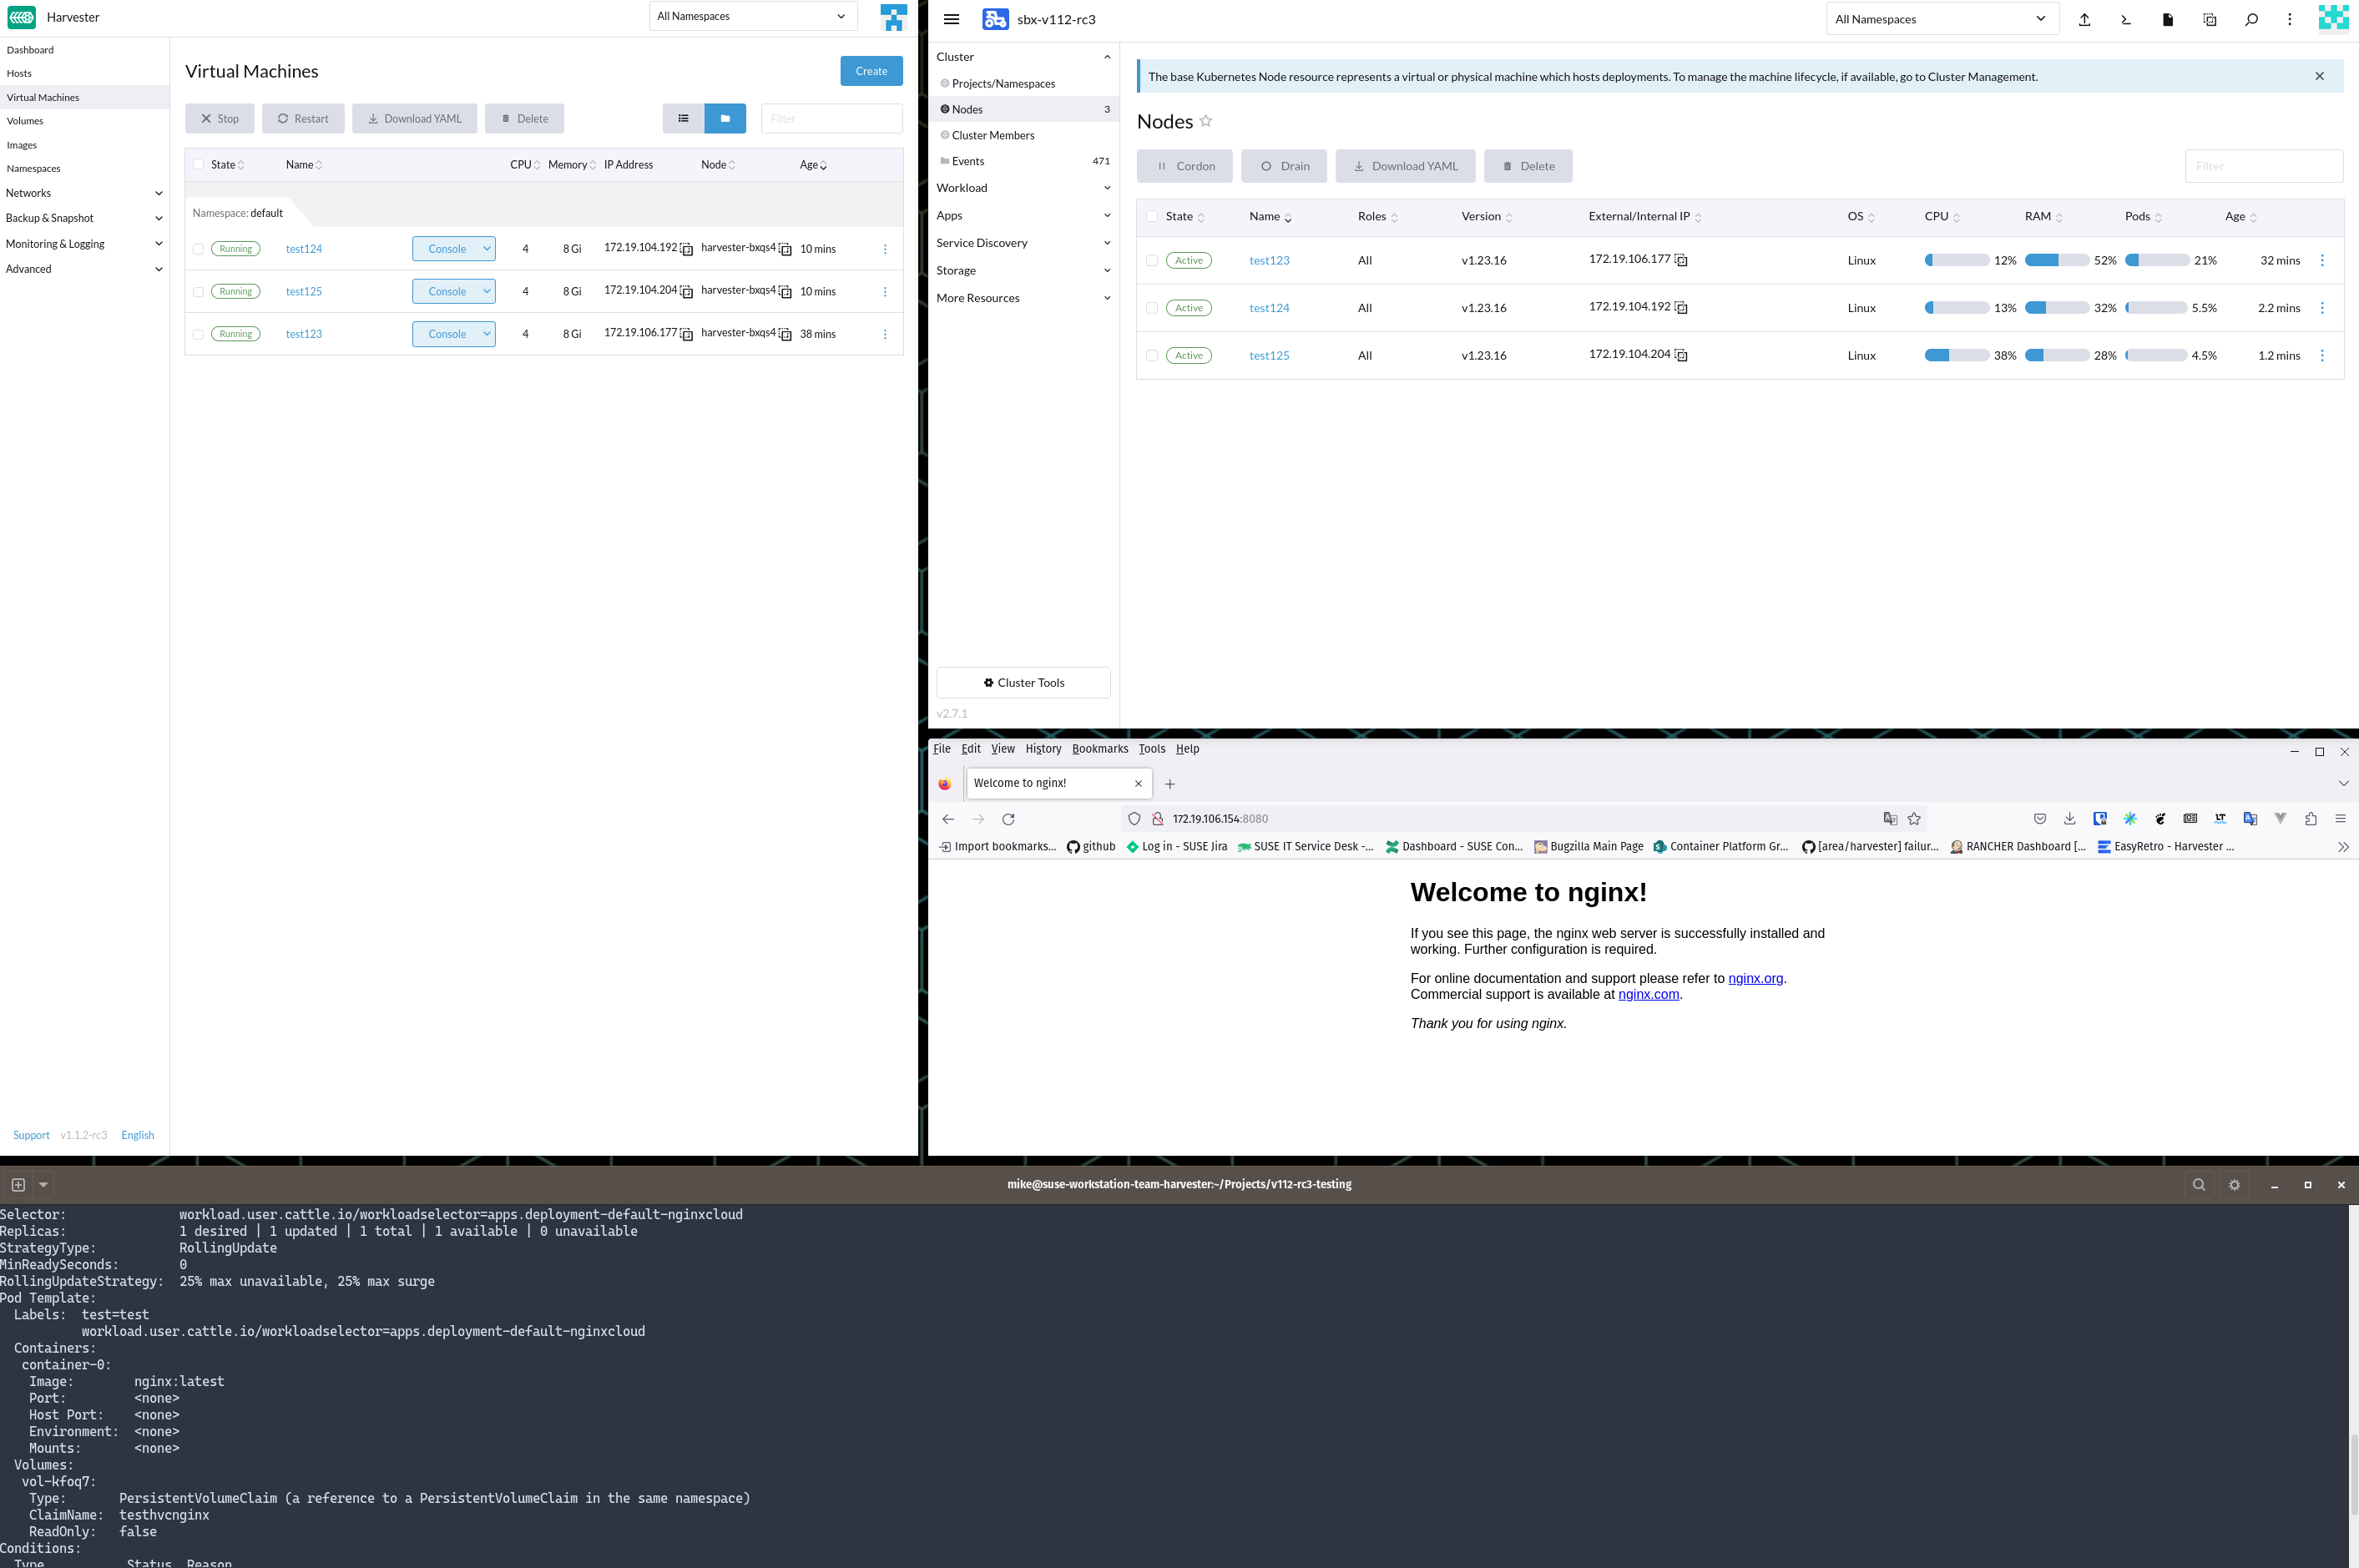 Harvester
All Namespaces
Dashboard
Hosts
Virtual Machines
Volumes
Images
Namespaces
Networks
Backup & Snapshot
Monitoring & Logging
Advanced
Support v1.1.2-rc3 English
Virtual Machines
Create
Stop Restart Download YAML Delete Filter
State Name CPU Memory IP Address Node Age
Namespace: default
Running test124 Console 4 8 Gi 172.19.104.192 harvester-bxqs4 10 mins
Running test125 Console 4 8 Gi 172.19.104.204 harvester-bxqs4 10 mins
Running test123 Console 4 8 Gi 172.19.106.177 harvester-bxqs4 38 mins
sbx-v112-rc3
All Namespaces
Cluster
Projects/Namespaces
Nodes 3
Cluster Members
Events 471
Workload
Apps
Service Discovery
Storage
More Resources
Cluster Tools
v2.7.1
The base Kubernetes Node resource represents a virtual or physical machine which hosts deployments. To manage the machine lifecycle, if available, go to Cluster Management.
Nodes
Cordon Drain Download YAML Delete Filter
State Name Roles Version External/Internal IP OS CPU RAM Pods Age
Active test123 All v1.23.16 172.19.106.177 Linux 12% 52% 21% 32 mins
Active test124 All v1.23.16 172.19.104.192 Linux 13% 32% 5.5% 2.2 mins
Active test125 All v1.23.16 172.19.104.204 Linux 38% 28% 4.5% 1.2 mins
File Edit View History Bookmarks Tools Help
Welcome to nginx!
172.19.106.154:8080
Import bookmarks... github Log in - SUSE Jira SUSE IT Service Desk -... Dashboard - SUSE Con... Bugzilla Main Page Container Platform Gr... [area/harvester] failur... RANCHER Dashboard [... EasyRetro - Harvester ...
Welcome to nginx!
If you see this page, the nginx web server is successfully installed and
working. Further configuration is required.
For online documentation and support please refer to nginx.org.
Commercial support is available at nginx.com.
Thank you for using nginx.
mike@suse-workstation-team-harvester:~/Projects/v112-rc3-testing
Selector: workload.user.cattle.io/workloadselector=apps.deployment-default-nginxcloud
Replicas: 1 desired | 1 updated | 1 total | 1 available | 0 unavailable
StrategyType: RollingUpdate
MinReadySeconds: 0
RollingUpdateStrategy: 25% max unavailable, 25% max surge
Pod Template:
Labels: test=test
workload.user.cattle.io/workloadselector=apps.deployment-default-nginxcloud
Containers:
container-0:
Image: nginx:latest
Port: <none>
Host Port: <none>
Environment: <none>
Mounts: <none>
Volumes:
vol-kfoq7:
Type: PersistentVolumeClaim (a reference to a PersistentVolumeClaim in the same namespace)
ClaimName: testhvcnginx
ReadOnly: false
Conditions:
Type Status Reason